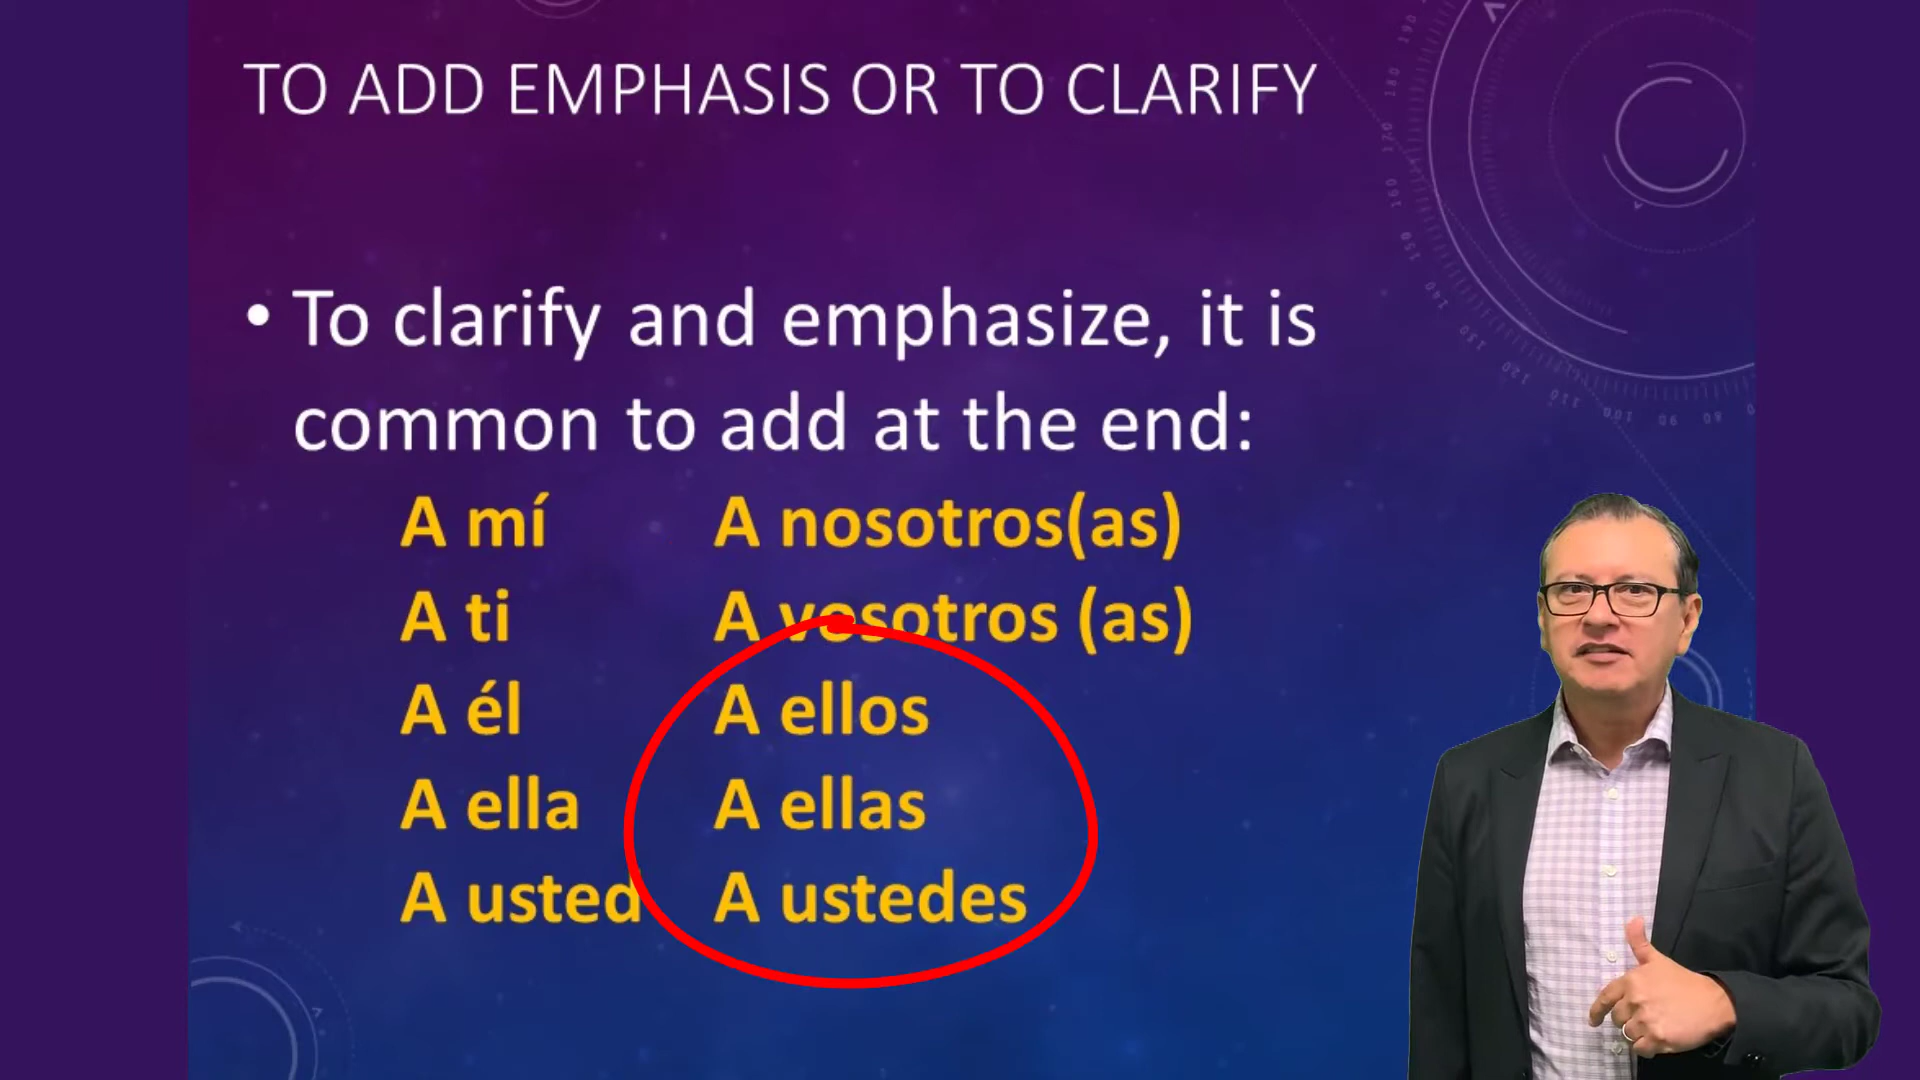 TO ADD EMPHASIS OR TO CLARIFY
• To clarify and emphasize, it is
common to add at the end:
A mí A nosotros(as)
A ti A vosotros (as)
A él A ellos
A ella A ellas
A usted A ustedes